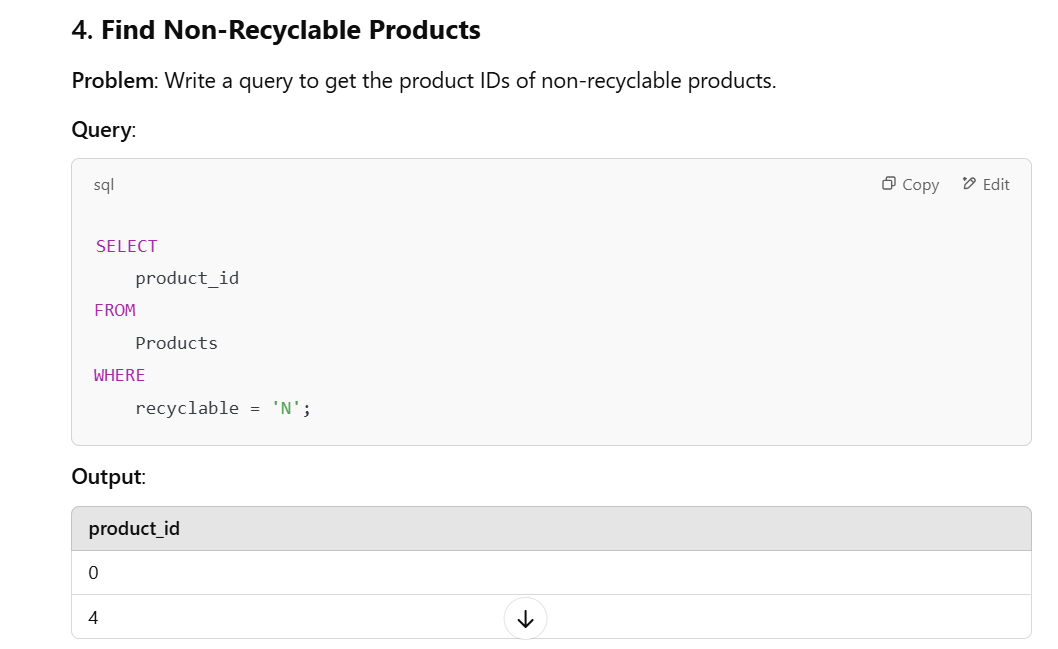 4. Find Non-Recyclable Products
Problem: Write a query to get the product IDs of non-recyclable products.
Query:
sql
Copy
Edit
SELECT
product_id
FROM
Products
WHERE
recyclable = 'N';
Output:
product_id
0
4